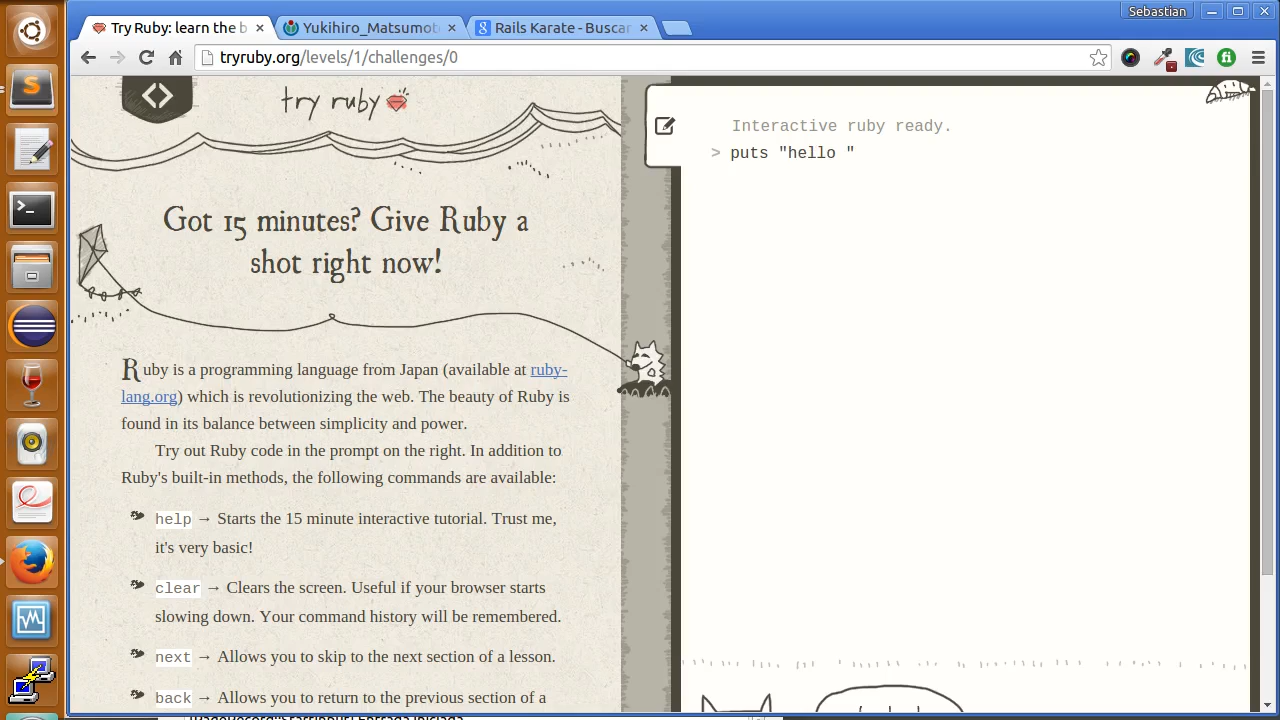 Sebastian
Try Ruby: learn the b
Yukihiro_Matsumoto
Rails Karate - Buscar
tryruby.org/levels/1/challenges/0
try ruby
Got 15 minutes? Give Ruby a
shot right now!
Ruby is a programming language from Japan (available at ruby-
lang.org) which is revolutionizing the web. The beauty of Ruby is
found in its balance between simplicity and power.
Try out Ruby code in the prompt on the right. In addition to
Ruby's built-in methods, the following commands are available:
help → Starts the 15 minute interactive tutorial. Trust me,
it's very basic!
clear → Clears the screen. Useful if your browser starts
slowing down. Your command history will be remembered.
next → Allows you to skip to the next section of a lesson.
back → Allows you to return to the previous section of a
Interactive ruby ready.
> puts "hello "